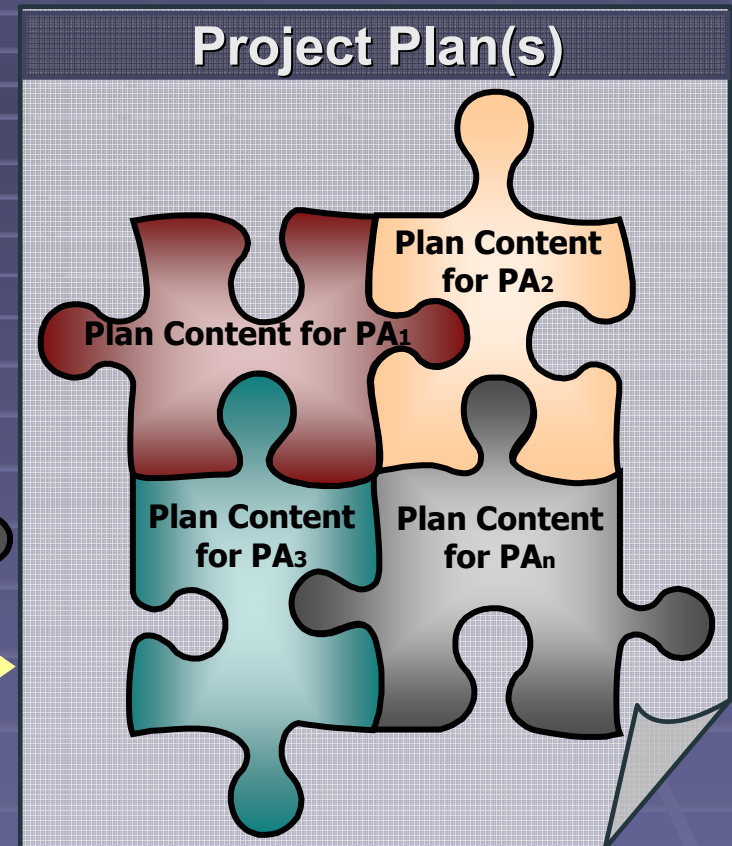 Project Plan(s)
Plan Content
for PA2
Plan Content for PA1
Plan Content
for PA3
Plan Content
for PAn